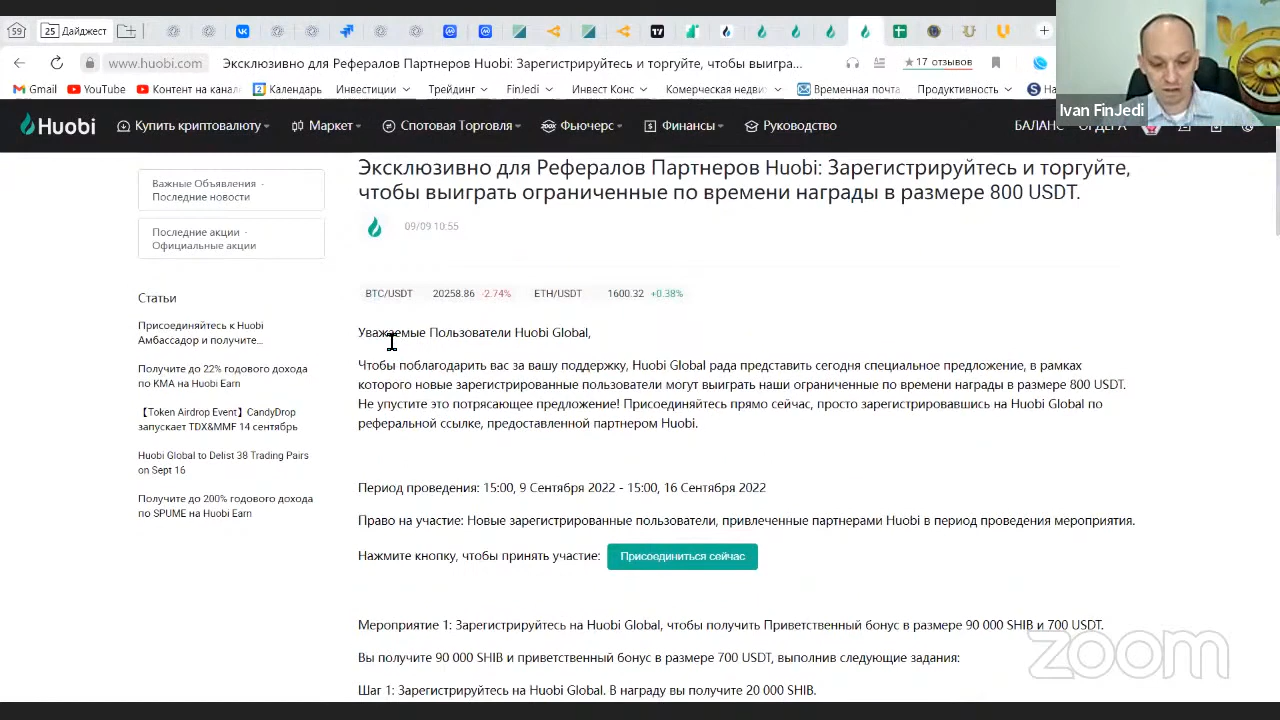 59
25 Дайджест
www.huobi.com
Эксклюзивно для Рефералов Партнеров Huobi: Зарегистрируйтесь и торгуйте, чтобы выигра...
★ 17 отзывов
Gmail
YouTube
Контент на канал
Календарь
Инвестиции
Трейдинг
FinJedi
Инвест Конс
Комерческая недви
Временная почта
Продуктивность
На
Ivan FinJedi
Huobi
Купить криптовалюту
Маркет
Спотовая Торговля
Фьючерс
Финансы
Руководство
БАЛАНС
ОРДЕРА
Важные Объявления -
Последние новости
Последние акции -
Официальные акции
Статьи
Присоединяйтесь к Huobi
Амбассадор и получите...
Получите до 22% годового дохода
по KMA на Huobi Earn
【Token Airdrop Event】CandyDrop
запускает TDX&MMF 14 сентябрь
Huobi Global to Delist 38 Trading Pairs
on Sept 16
Получите до 200% годового дохода
по SPUME на Huobi Earn
Эксклюзивно для Рефералов Партнеров Huobi: Зарегистрируйтесь и торгуйте,
чтобы выиграть ограниченные по времени награды в размере 800 USDT.
09/09 10:55
BTC/USDT 20258.86 -2.74% ETH/USDT 1600.32 +0.38%
Уважаемые Пользователи Huobi Global,
Чтобы поблагодарить вас за вашу поддержку, Huobi Global рада представить сегодня специальное предложение, в рамках
которого новые зарегистрированные пользователи могут выиграть наши ограниченные по времени награды в размере 800 USDT.
Не упустите это потрясающее предложение! Присоединяйтесь прямо сейчас, просто зарегистрировавшись на Huobi Global по
реферальной ссылке, предоставленной партнером Huobi.
Период проведения: 15:00, 9 Сентября 2022 - 15:00, 16 Сентября 2022
Право на участие: Новые зарегистрированные пользователи, привлеченные партнерами Huobi в период проведения мероприятия.
Нажмите кнопку, чтобы принять участие: Присоединиться сейчас
Мероприятие 1: Зарегистрируйтесь на Huobi Global, чтобы получить Приветственный бонус в размере 90 000 SHIB и 700 USDT.
Вы получите 90 000 SHIB и приветственный бонус в размере 700 USDT, выполнив следующие задания:
Шаг 1: Зарегистрируйтесь на Huobi Global. В награду вы получите 20 000 SHIB.
zoom